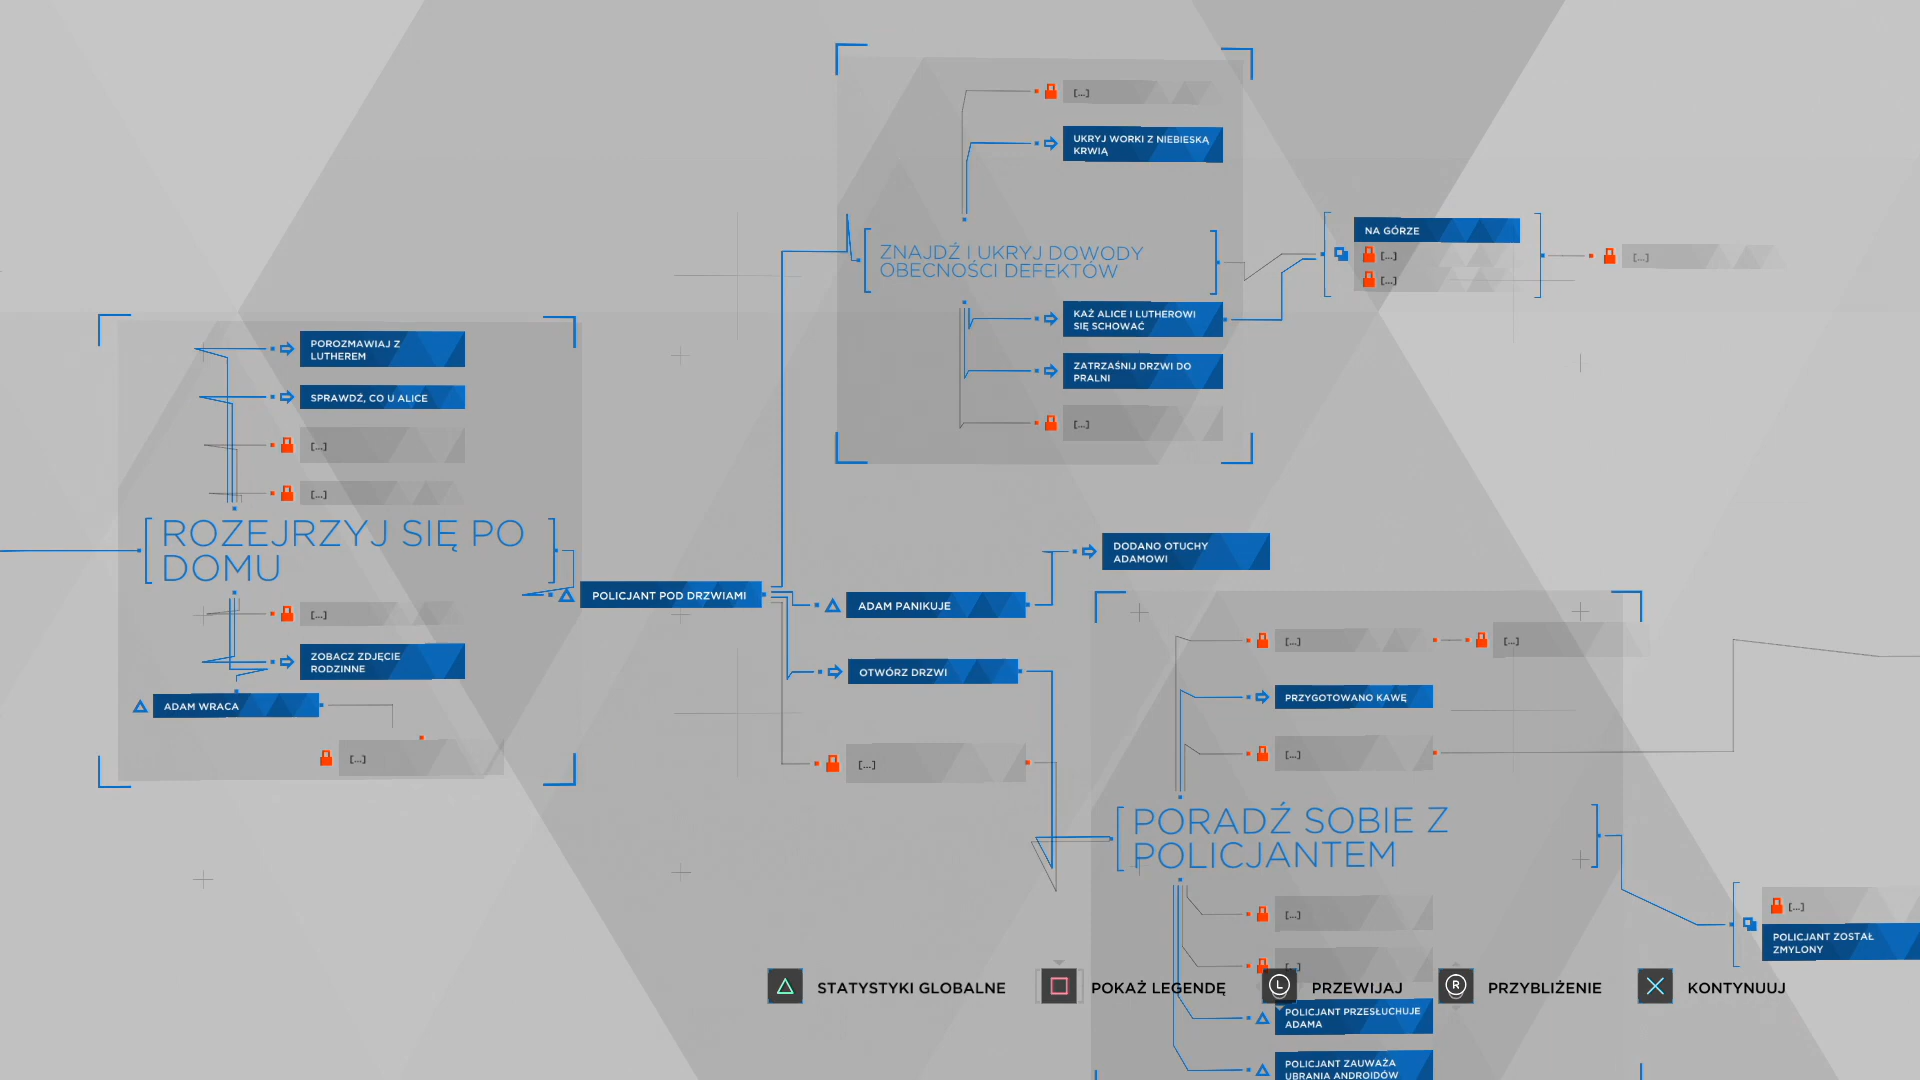 [...]
UKRYJ WORKI Z NIEBIESKĄ
KRWIĄ
ZNAJDŹ I UKRYJ DOWODY
OBECNOŚCI DEFEKTÓW
KAŻ ALICE I LUTHEROWI
SIĘ SCHOWAĆ
ZATRZAŚNIJ DRZWI DO
PRALNI
[...]
NA GÓRZE
[...]
[...]
[...]
POROZMAWIAJ Z
LUTHEREM
SPRAWDŹ, CO U ALICE
[...]
[...]
ROZEJRZYJ SIĘ PO
DOMU
[...]
ZOBACZ ZDJĘCIE
RODZINNE
ADAM WRACA
[...]
POLICJANT POD DRZWIAMI
ADAM PANIKUJE
DODANO OTUCHY
ADAMOWI
OTWÓRZ DRZWI
[...]
[...]
[...]
PRZYGOTOWANO KAWĘ
[...]
PORADŹ SOBIE Z
POLICJANTEM
[...]
[...]
POLICJANT PRZESŁUCHUJE
ADAMA
POLICJANT ZAUWAŻA
UBRANIA ANDROIDÓW
[...]
POLICJANT ZOSTAŁ
ZMYLONY
STATYSTYKI GLOBALNE
POKAŻ LEGENDĘ
L PRZEWIJAJ
R PRZYBLIŻENIE
KONTYNUUJ